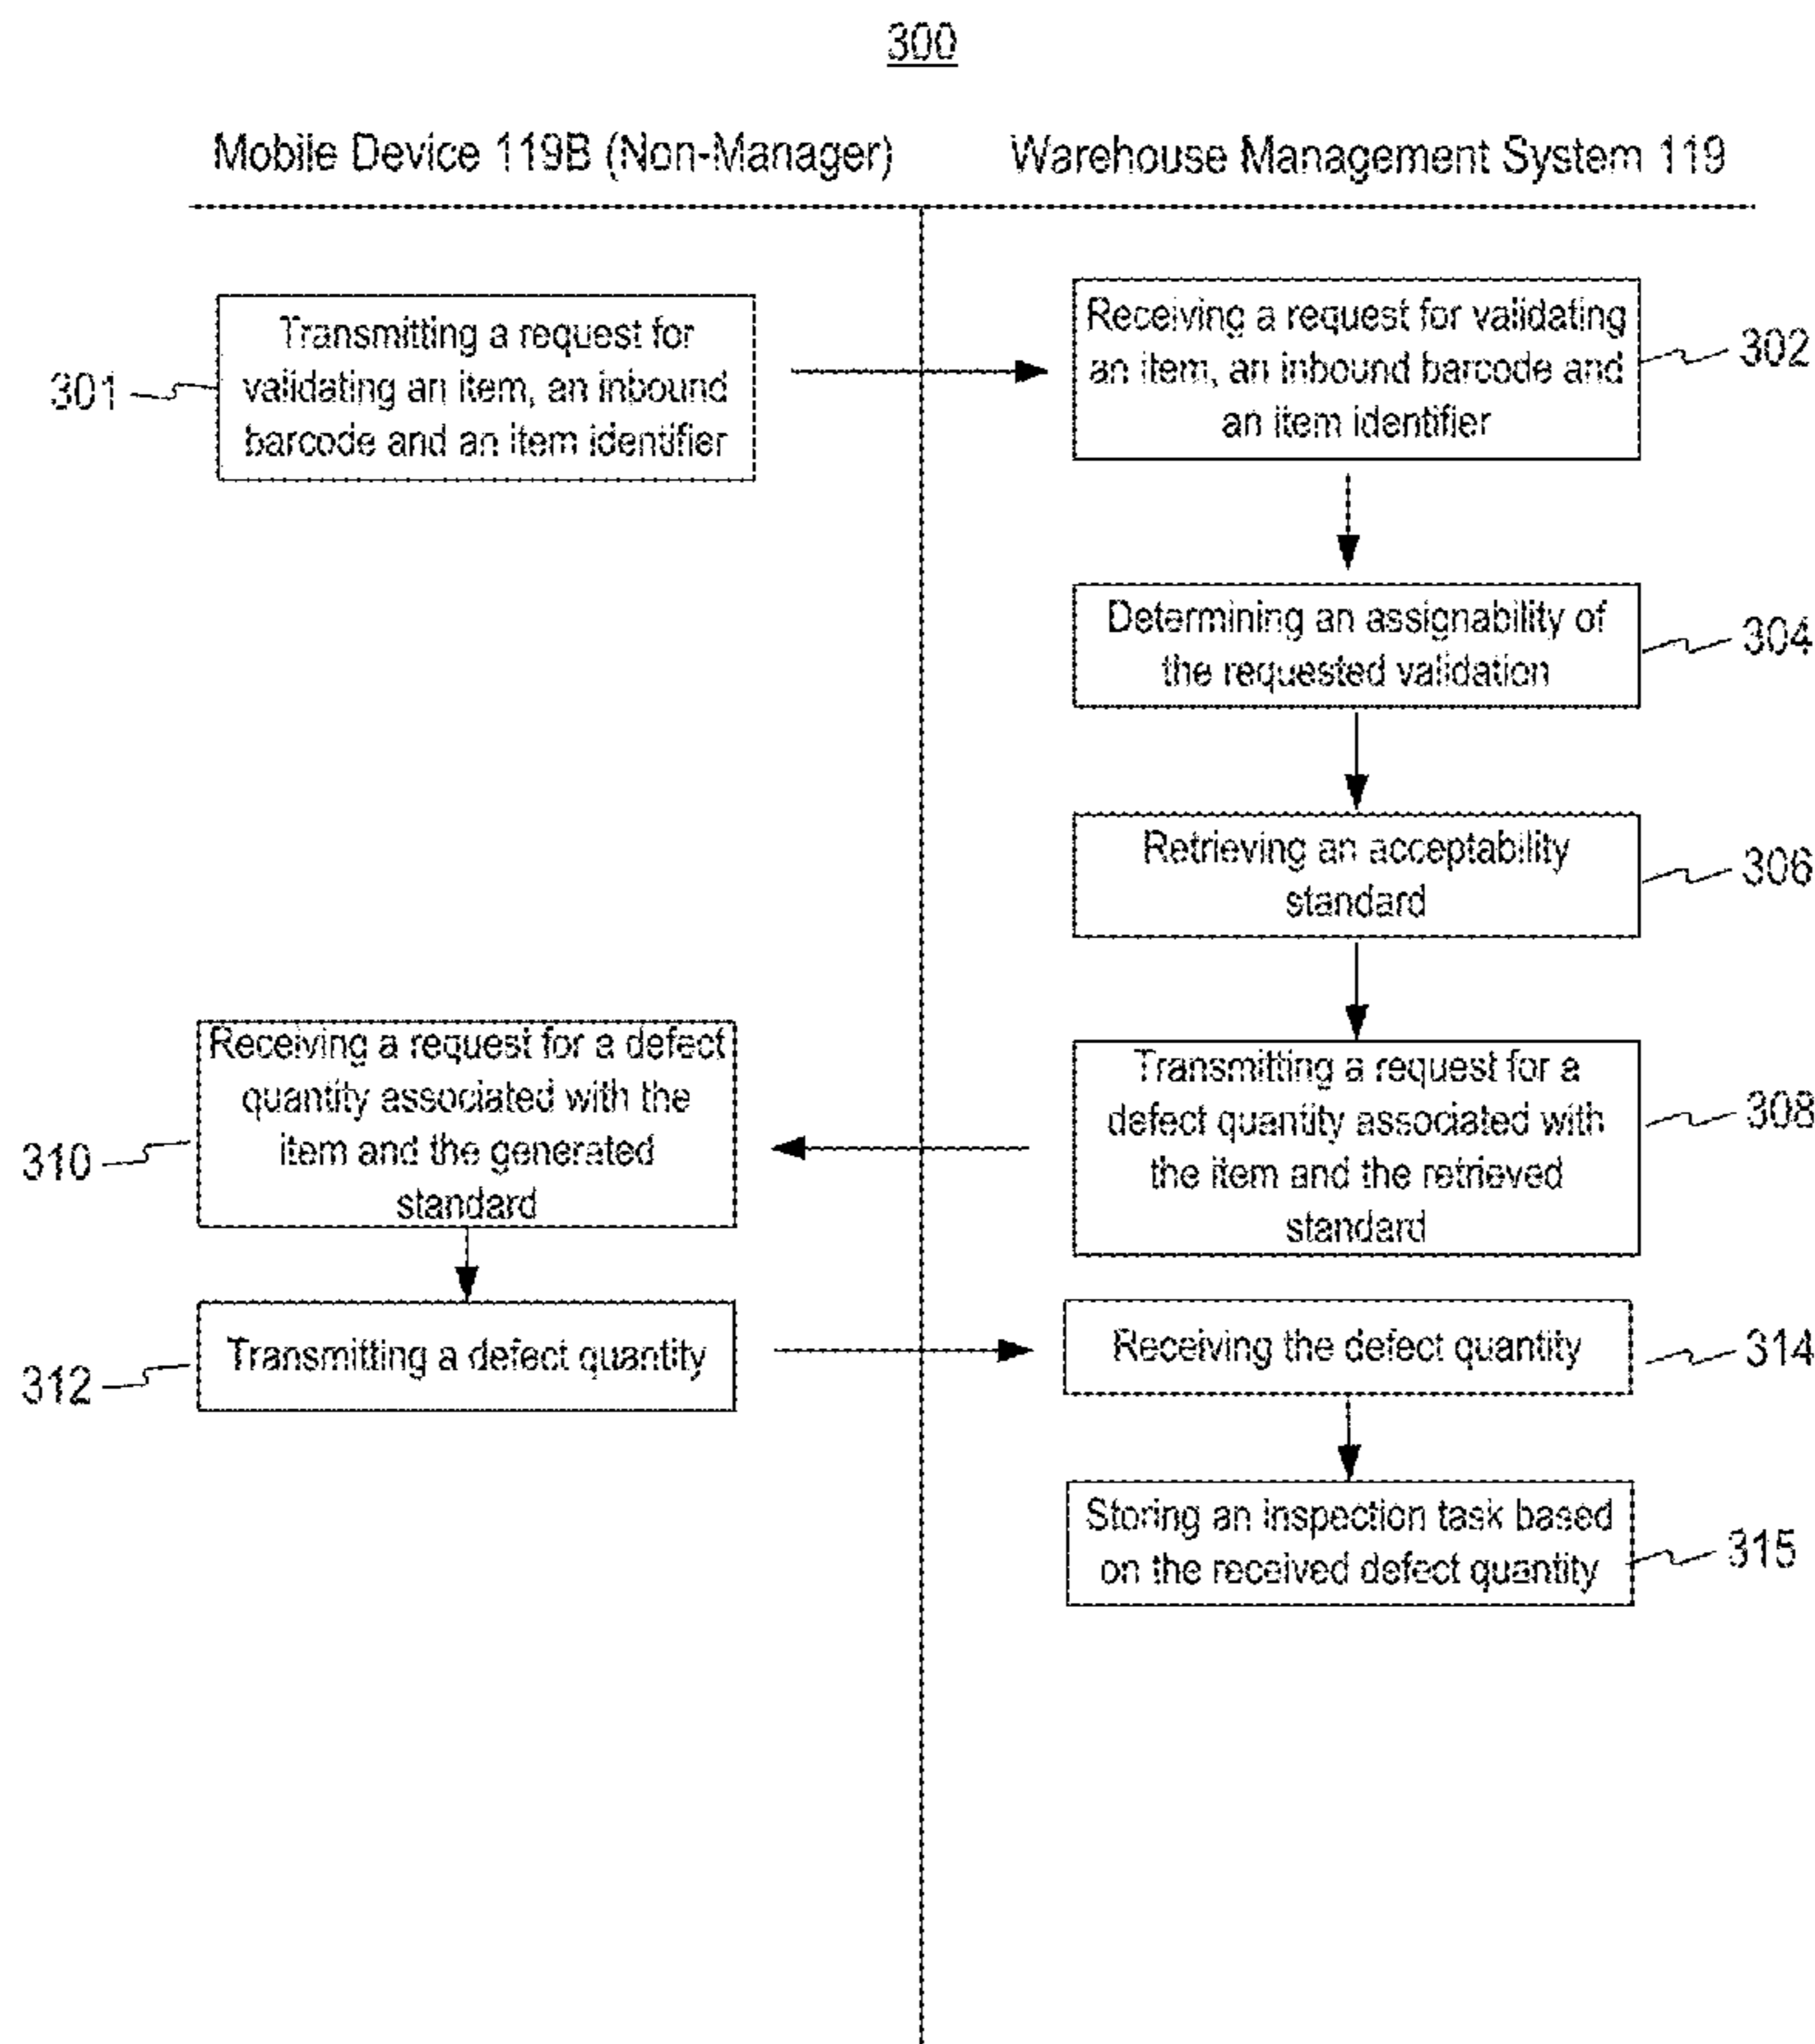 300
Mobile Device 119B (Non-Manager)
Warehouse Management System 119
301
Transmitting a request for
validating an item, an inbound
barcode and an item identifier
Receiving a request for validating
an item, an inbound barcode and
an item identifier
302
Determining an assignability of
the requested validation
304
Retrieving an acceptability
standard
306
Transmitting a request for a
defect quantity associated with
the item and the retrieved
standard
308
Receiving a request for a defect
quantity associated with the
item and the generated
standard
310
Transmitting a defect quantity
312
Receiving the defect quantity
314
Storing an inspection task based
on the received defect quantity
315